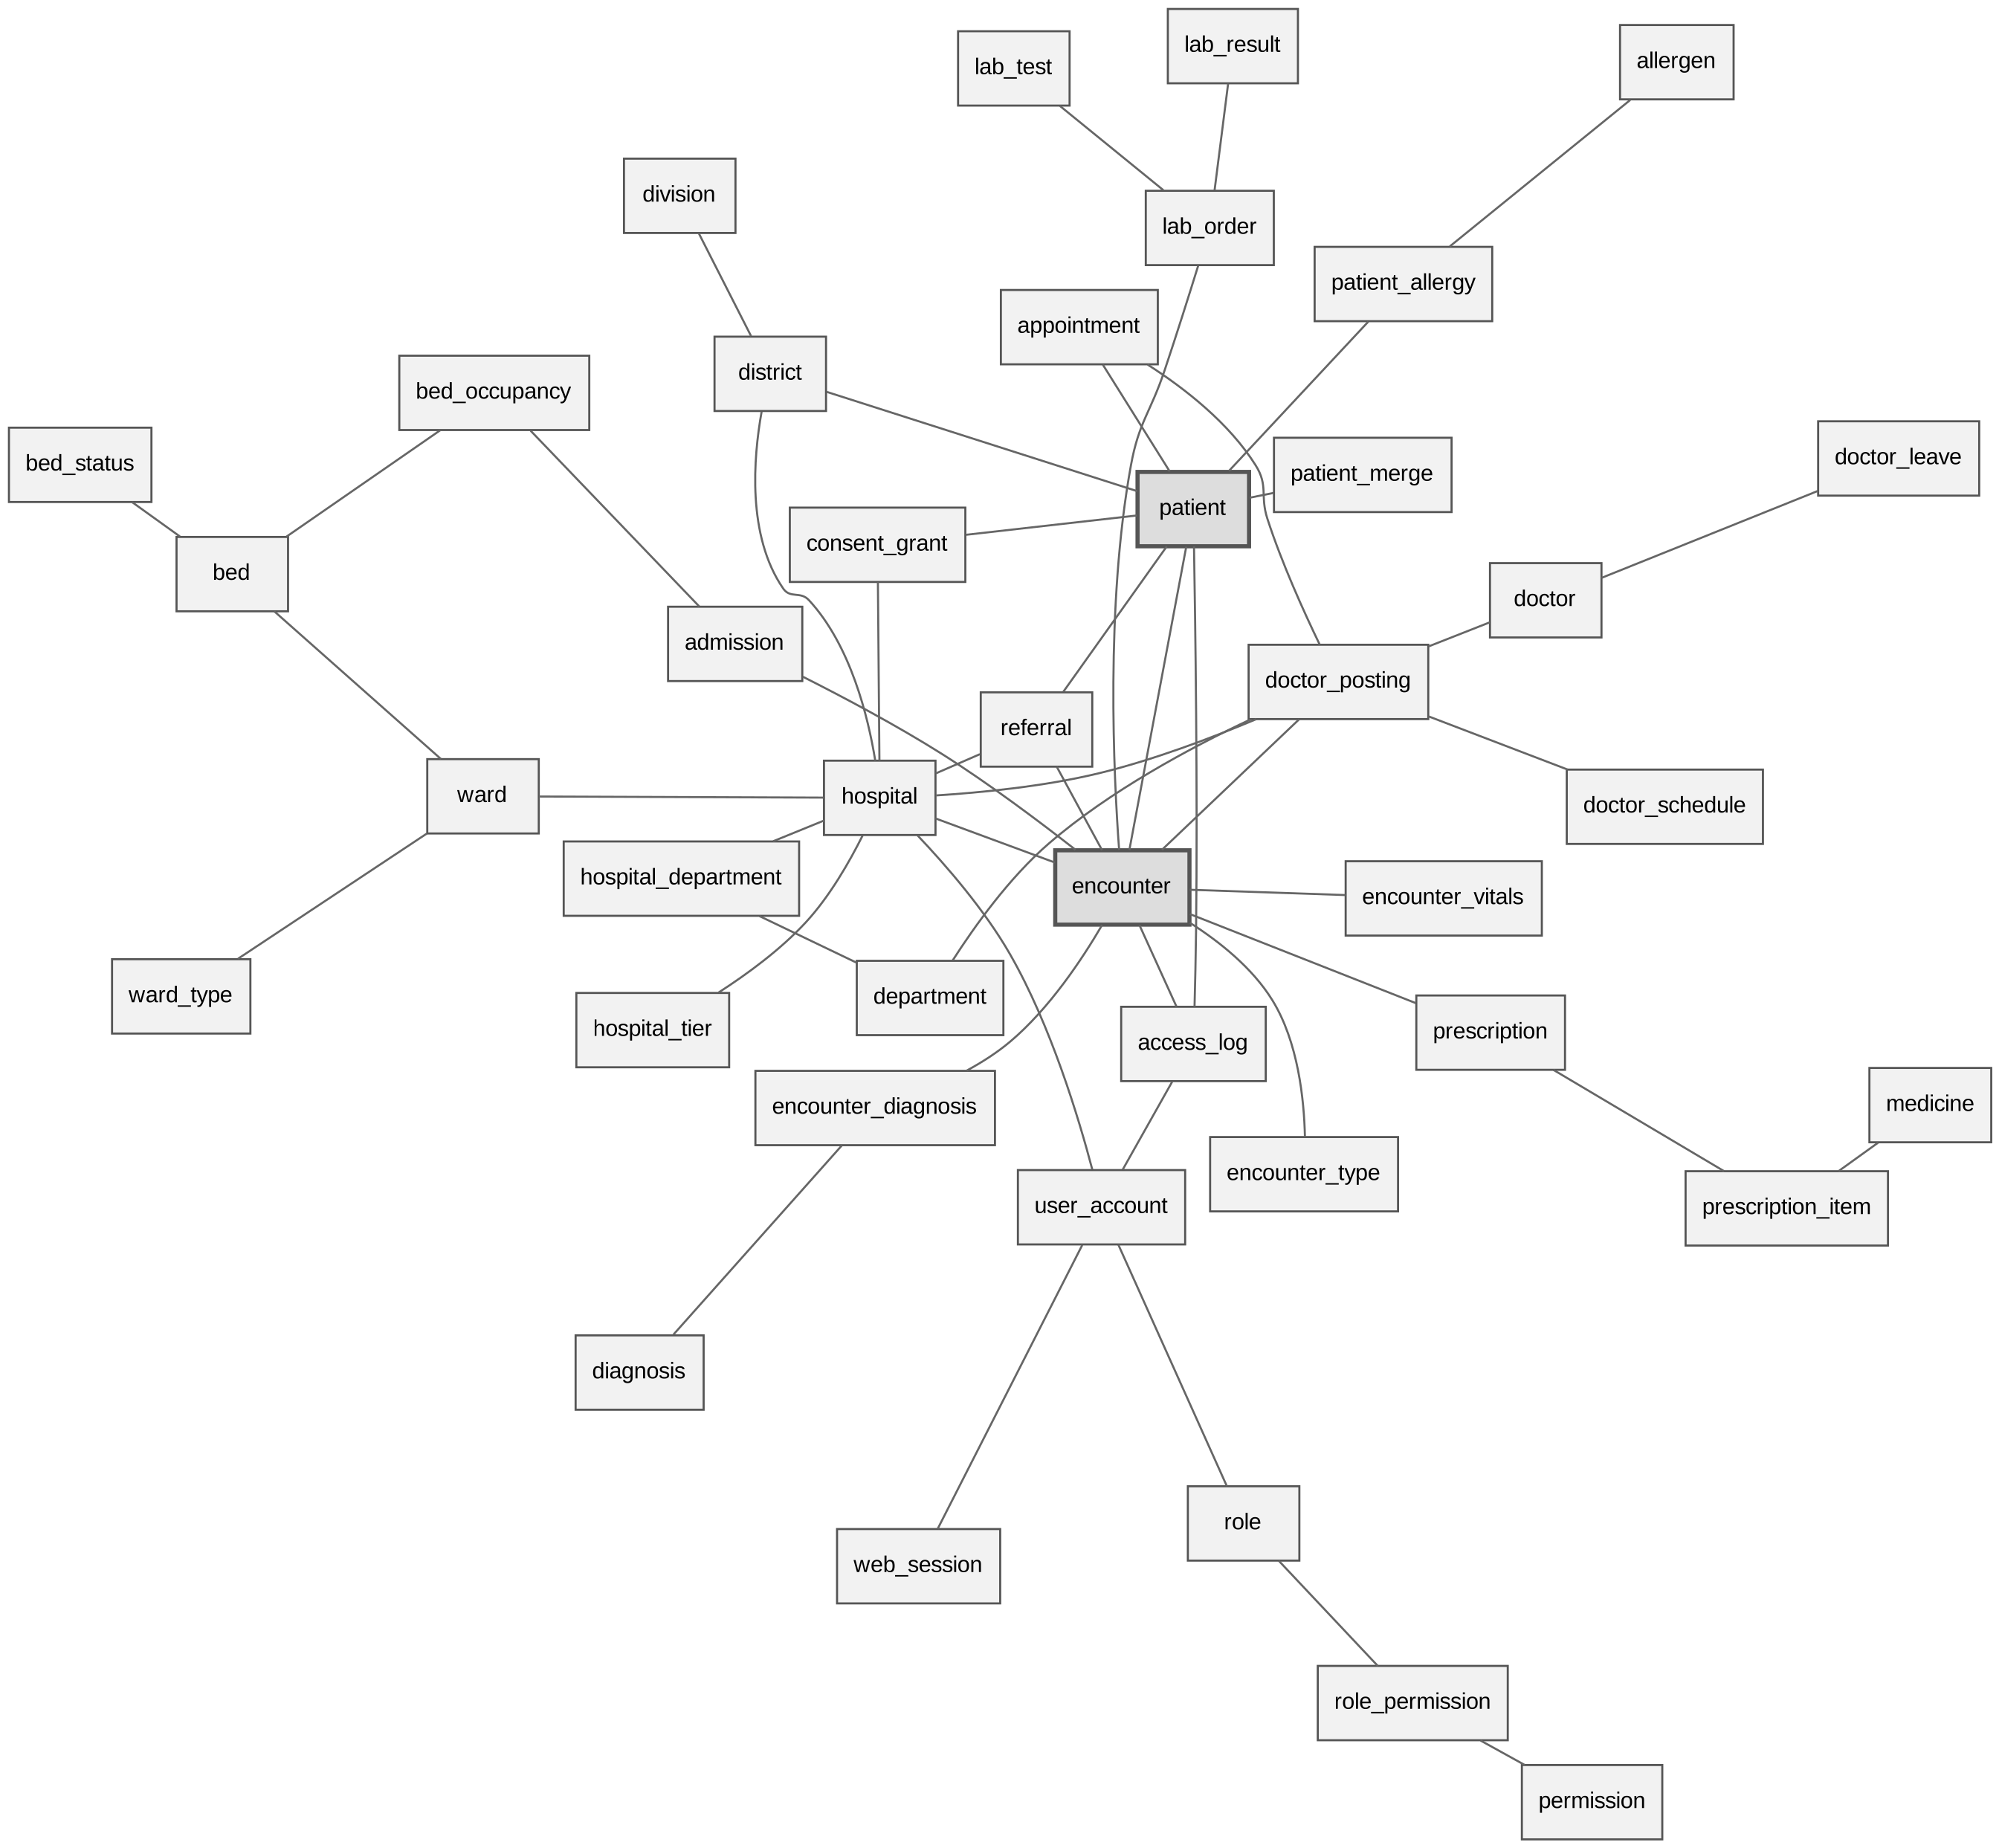 lab_result
lab_test
allergen
division
lab_order
patient_allergy
appointment
district
bed_occupancy
bed_status
doctor_leave
patient_merge
patient
consent_grant
bed
doctor
admission
doctor_posting
referral
ward
hospital
doctor_schedule
hospital_department
encounter
encounter_vitals
ward_type
department
hospital_tier
prescription
access_log
encounter_diagnosis
medicine
encounter_type
user_account
prescription_item
diagnosis
role
web_session
role_permission
permission